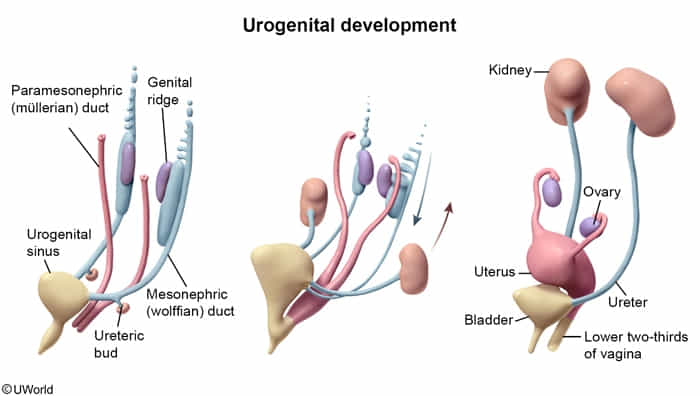 Urogenital development
Paramesonephric
(müllerian) duct
Genital
ridge
Urogenital
sinus
Mesonephric
(wolffian) duct
Ureteric
bud
Kidney
Ovary
Uterus
Ureter
Bladder
Lower two-thirds
of vagina
©UWorld